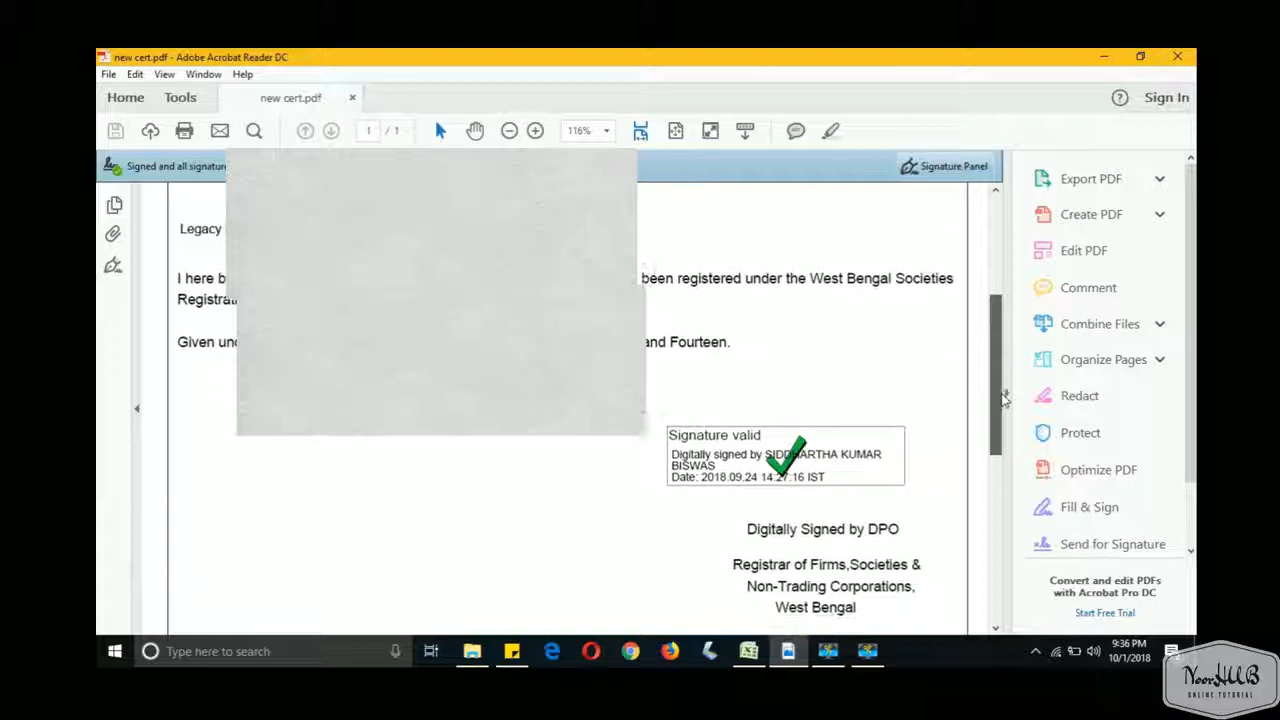 new cert.pdf - Adobe Acrobat Reader DC
File Edit View Window Help
Home Tools new cert.pdf × Sign In
1 / 1 116%
Signed and all signatur Signature Panel
Legacy
I here b been registered under the West Bengal Societies
Registrat
Given und and Fourteen.
Signature valid
Digitally signed by SIDDHARTHA KUMAR
BISWAS
Date: 2018.09.24 14:27:16 IST
Digitally Signed by DPO
Registrar of Firms,Societies &
Non-Trading Corporations,
West Bengal
Export PDF
Create PDF
Edit PDF
Comment
Combine Files
Organize Pages
Redact
Protect
Optimize PDF
Fill & Sign
Send for Signature
Convert and edit PDFs
with Acrobat Pro DC
Start Free Trial
Type here to search
9:36 PM
10/1/2018
NoorHUB
ONLINE TUTORIAL